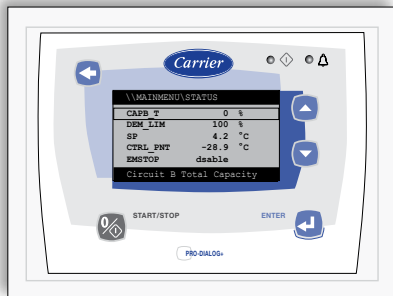 Carrier
\\MAINMENU\STATUS
CAPB_T 0 %
DEM_LIM 100 %
SP 4.2 °C
CTRL_PNT -28.9 °C
EMSTOP dsable
Circuit B Total Capacity
START/STOP
ENTER
PRO-DIALOG+